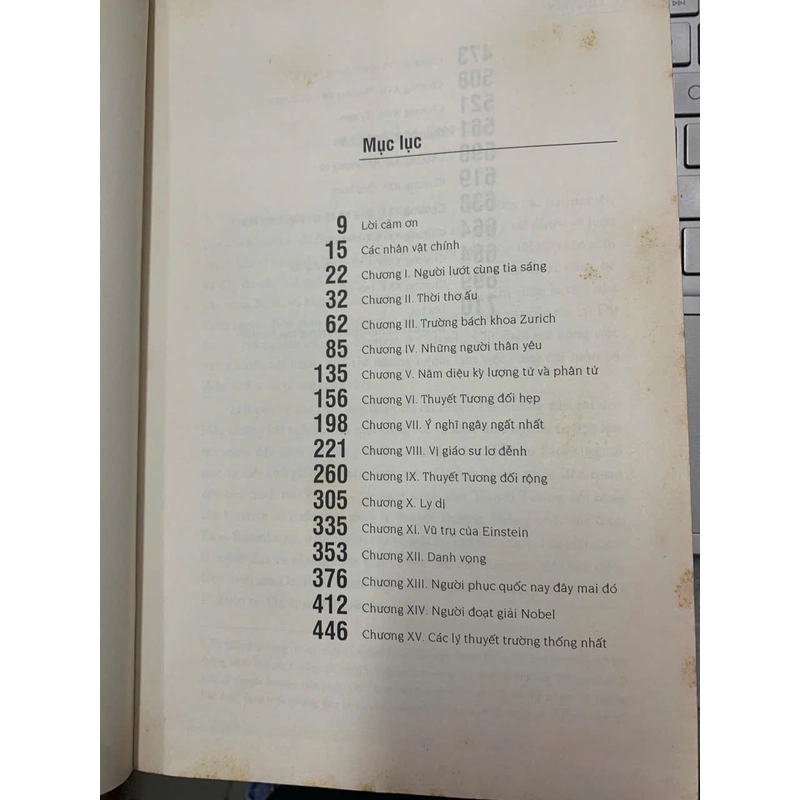 Mục lục
9 Lời cảm ơn
15 Các nhân vật chính
22 Chương I. Người lướt cùng tia sáng
32 Chương II. Thời thơ ấu
62 Chương III. Trường bách khoa Zurich
85 Chương IV. Những người thân yêu
135 Chương V. Năm diệu kỳ lượng tử và phân tử
156 Chương VI. Thuyết Tương đối hẹp
198 Chương VII. Ý nghĩ ngây ngất nhất
221 Chương VIII. Vị giáo sư lơ đễnh
260 Chương IX. Thuyết Tương đối rộng
305 Chương X. Ly dị
335 Chương XI. Vũ trụ của Einstein
353 Chương XII. Danh vọng
376 Chương XIII. Người phục quốc nay đây mai đó
412 Chương XIV. Người đoạt giải Nobel
446 Chương XV. Các lý thuyết trường thống nhất